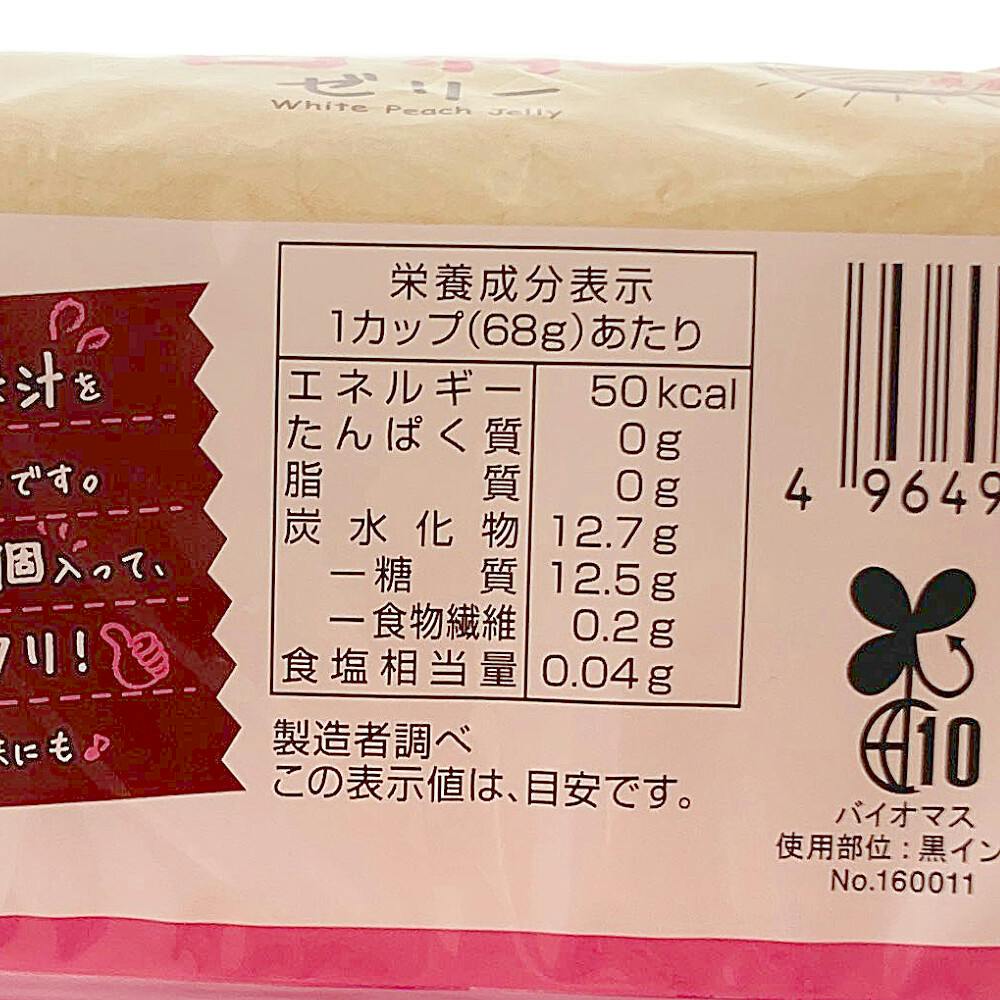 ゼリー
White Peach Jelly
栄養成分表示
1カップ(68g)あたり
エネルギー 50kcal
たんぱく質 0g
脂質 0g
炭水化物 12.7g
ー糖質 12.5g
ー食物繊維 0.2g
食塩相当量 0.04g
製造者調べ
この表示値は、目安です。
汁を
です。
個入って、
リ!
にも♪
4 9649
10
バイオマス
使用部位:黒イン
No.160011